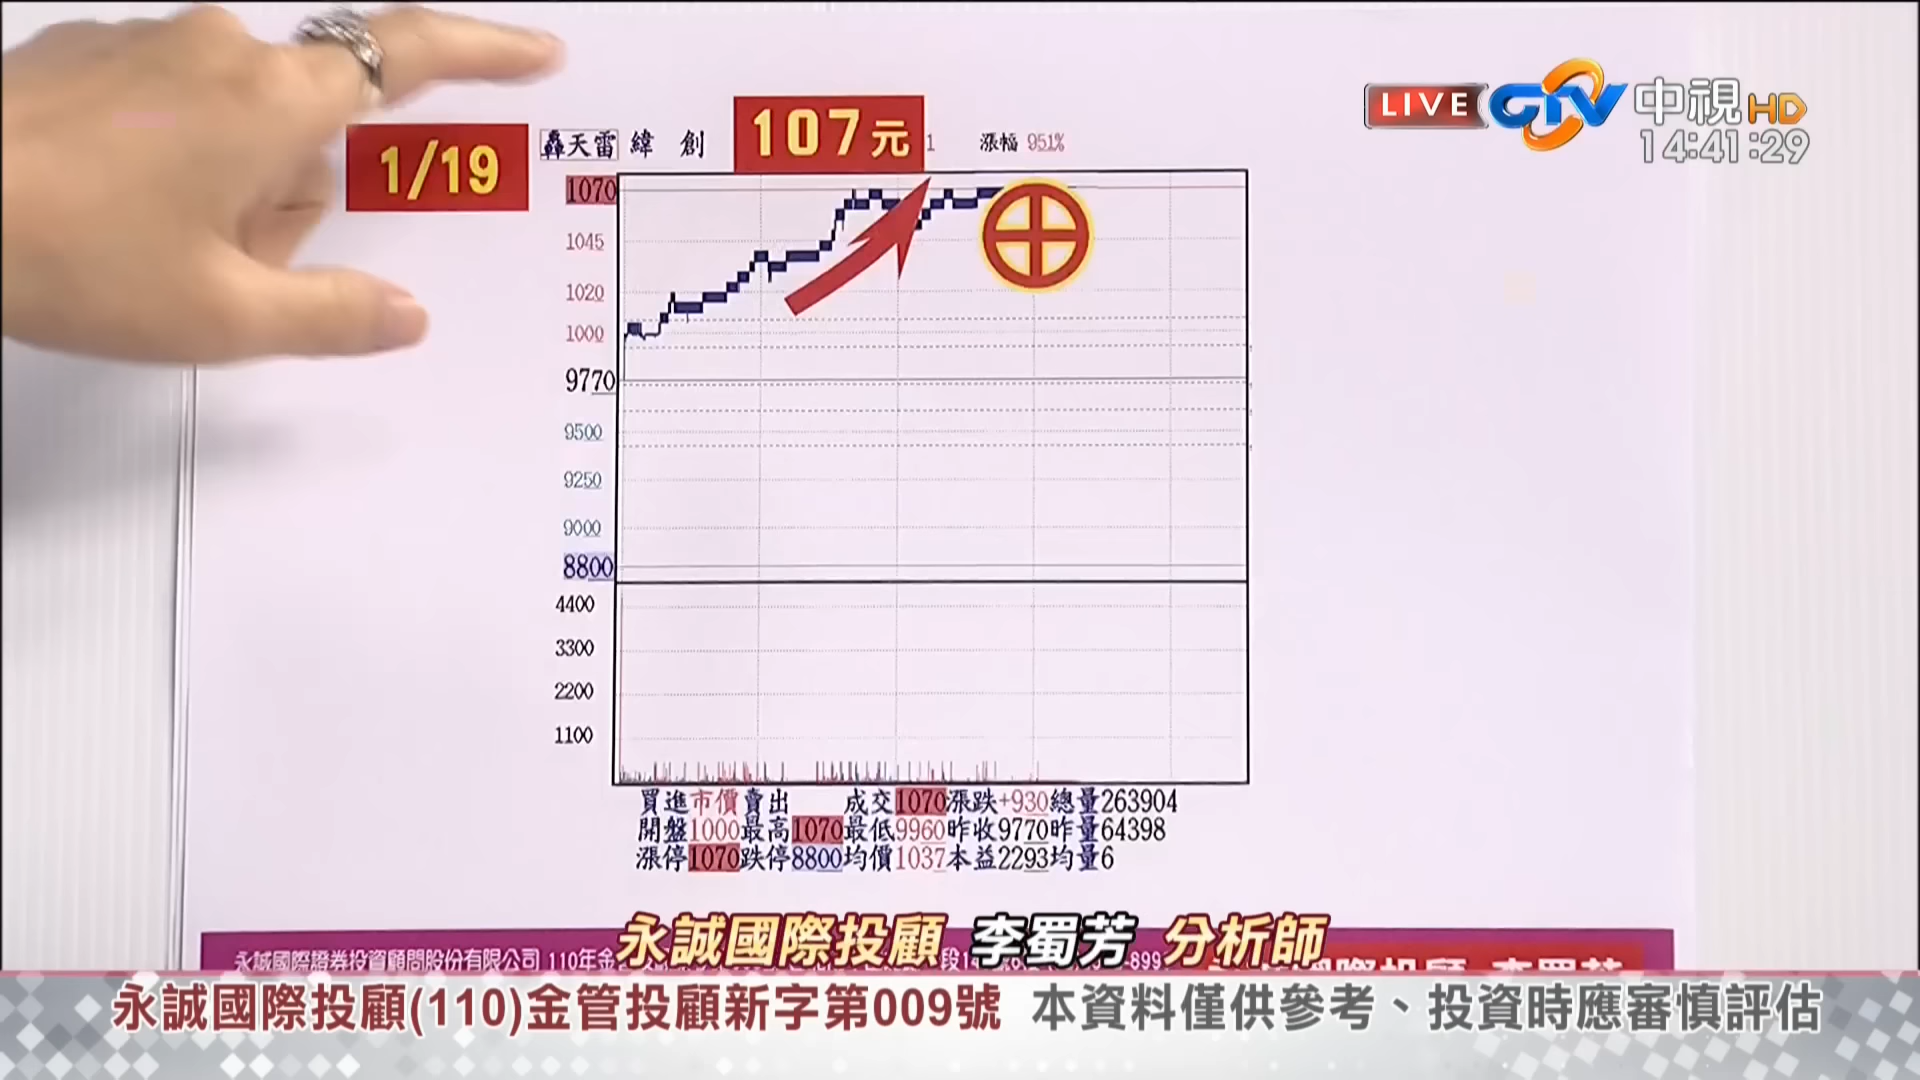 LIVE CTV 中視 HD
14:41:29
1/19
轟天雷 緯 創
107元
1 漲幅 951%
1070
1045
1020
1000
9770
9500
9250
9000
8800
4400
3300
2200
1100
買進市價賣出 成交1070漲跌+930總量263904
開盤1000最高1070最低9960昨收9770昨量64398
漲停1070跌停8800均價1037本益2293均量6
永誠國際投顧 李蜀芳 分析師
永誠國際證券投資顧問股份有限公司 110年金
永誠國際投顧(110)金管投顧新字第009號 本資料僅供參考、投資時應審慎評估